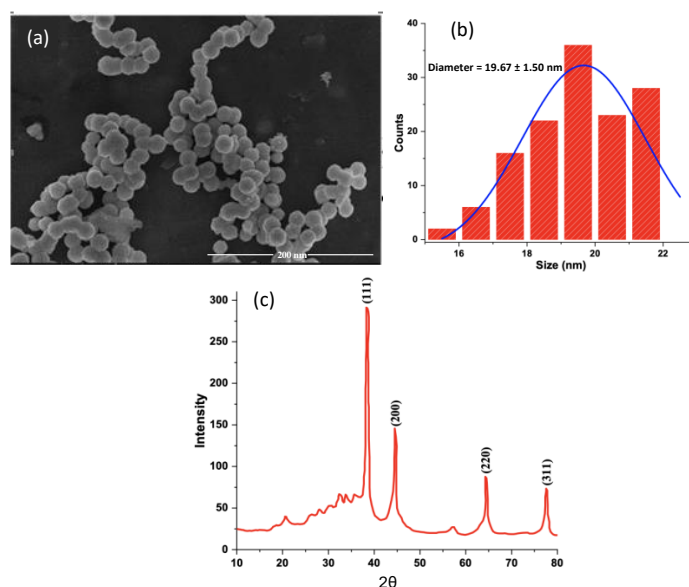 (a)
200 nm
(b)
Diameter = 19.67 ± 1.50 nm
Counts
40
30
20
10
0
16 18 20 22
Size (nm)
(c)
Intensity
300
250
200
150
100
50
0
(111)
(200)
(220)
(311)
10 20 30 40 50 60 70 80
2θ